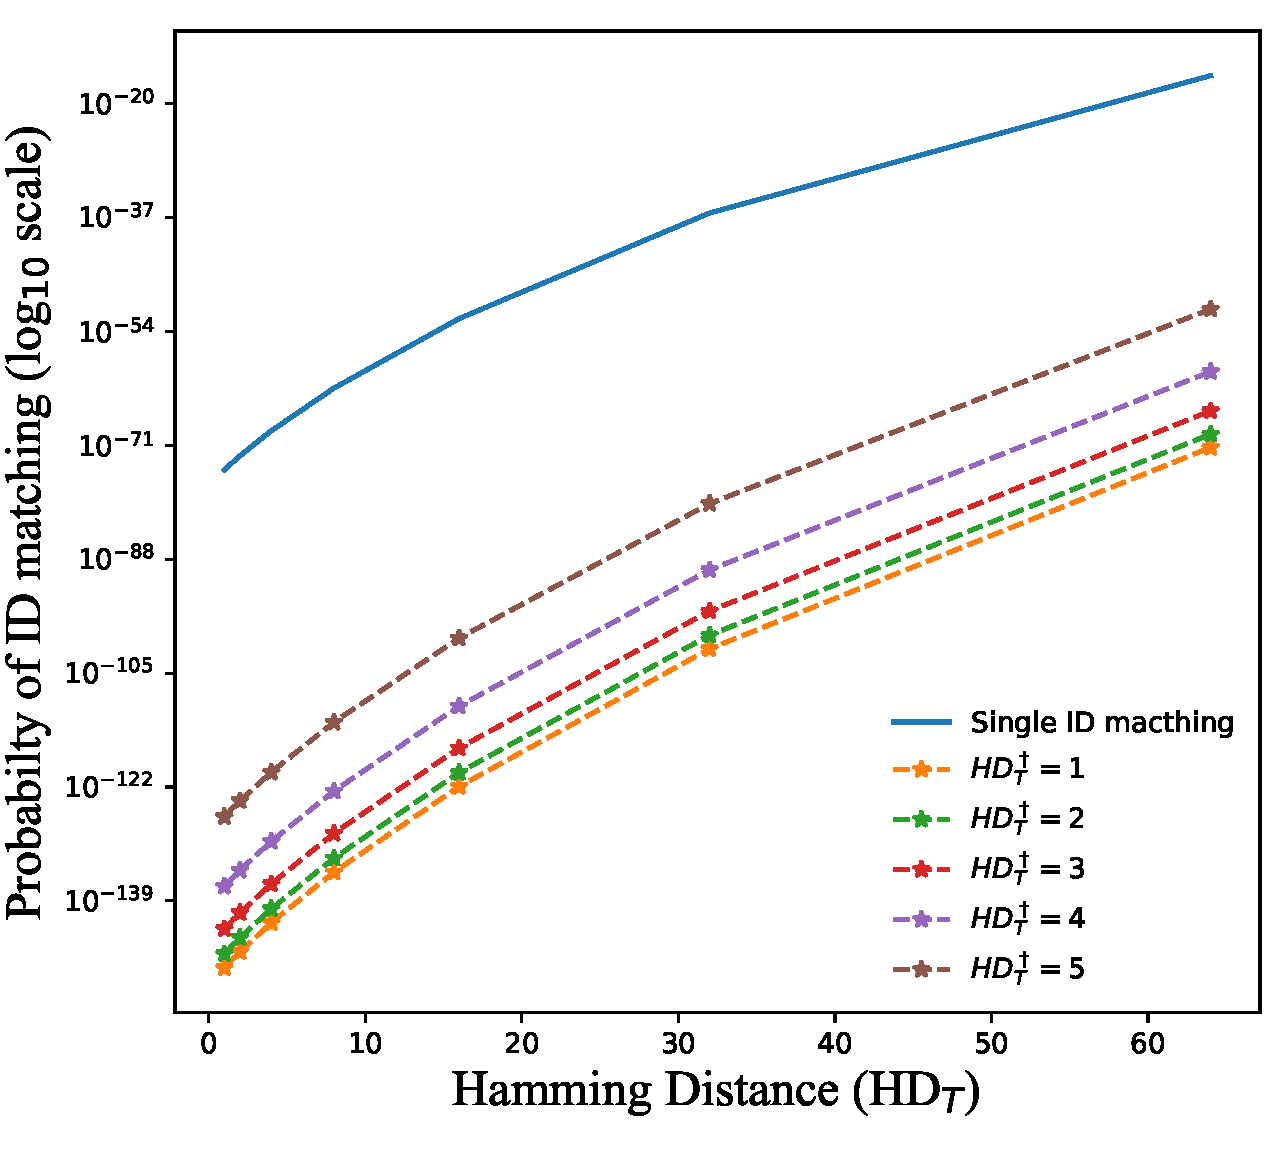 Probabilty of ID matching (log₁₀ scale)
10⁻²⁰
10⁻³⁷
10⁻⁵⁴
10⁻⁷¹
10⁻⁸⁸
10⁻¹⁰⁵
10⁻¹²²
10⁻¹³⁹
Single ID macthing
HD_T^† = 1
HD_T^† = 2
HD_T^† = 3
HD_T^† = 4
HD_T^† = 5
0 10 20 30 40 50 60
Hamming Distance (HD_T)